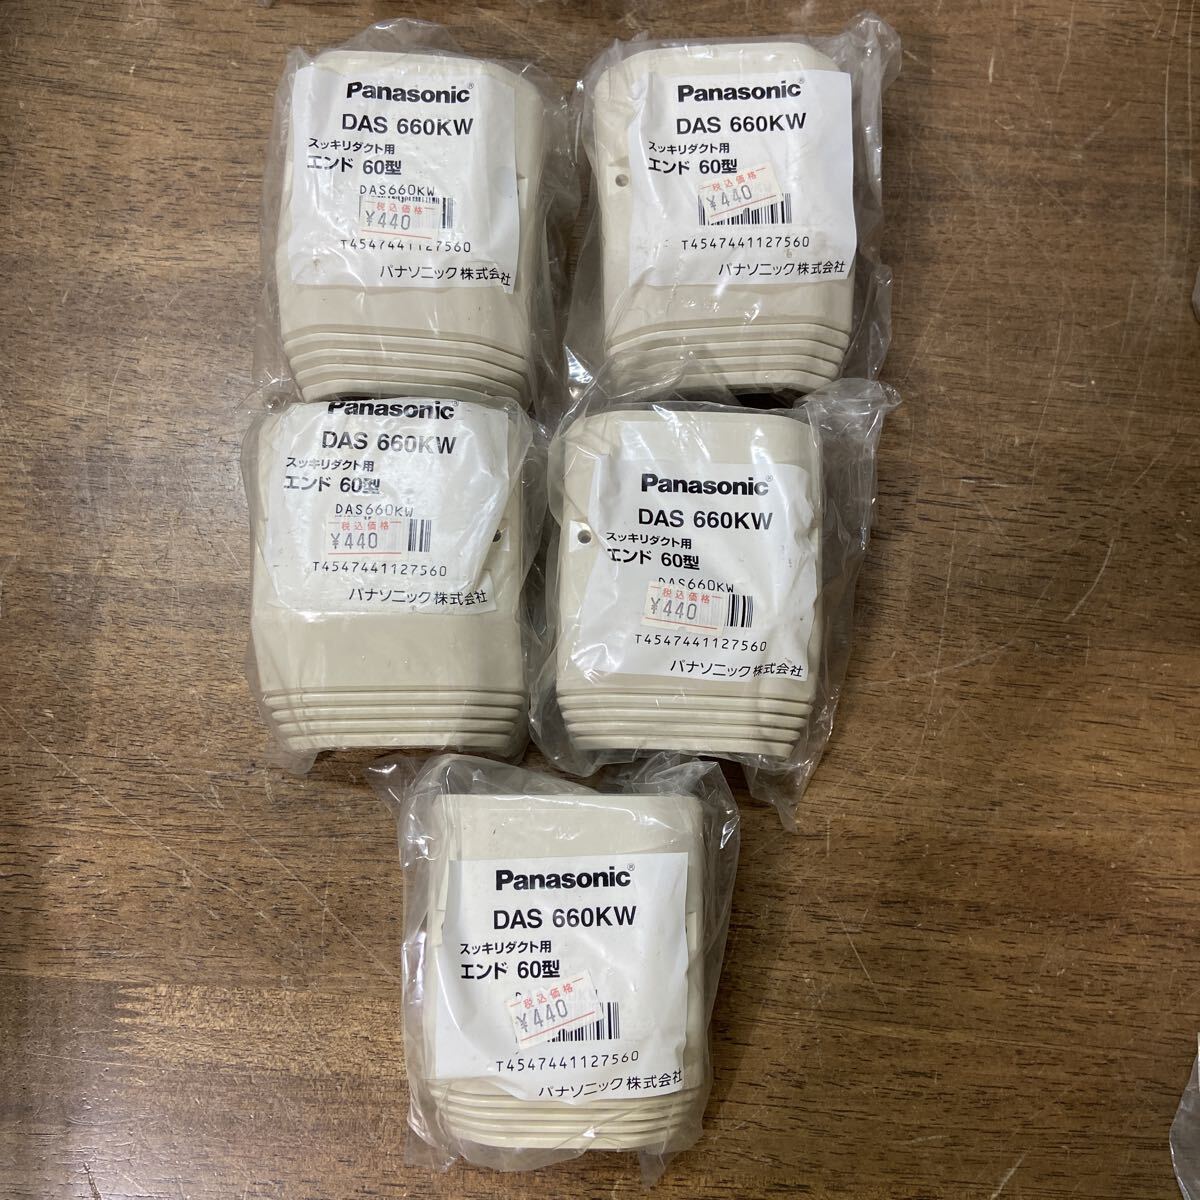 Panasonic®
DAS 660KW
スッキリダクト用
エンド 60型
DAS660KW
税込価格
¥440
T4547441127560
パナソニック株式会社
Panasonic®
DAS 660KW
スッキリダクト用
エンド 60型
税込価格
¥440
T4547441127560
パナソニック株式会社
Panasonic
DAS 660KW
スッキリダクト用
エンド 60型
DAS660KW
税込価格
¥440
T4547441127560
パナソニック株式会社
Panasonic®
DAS 660KW
スッキリダクト用
エンド 60型
DAS660KW
税込価格
¥440
T4547441127560
パナソニック株式会社
Panasonic®
DAS 660KW
スッキリダクト用
エンド 60型
税込価格
¥440
T4547441127560
パナソニック株式会社